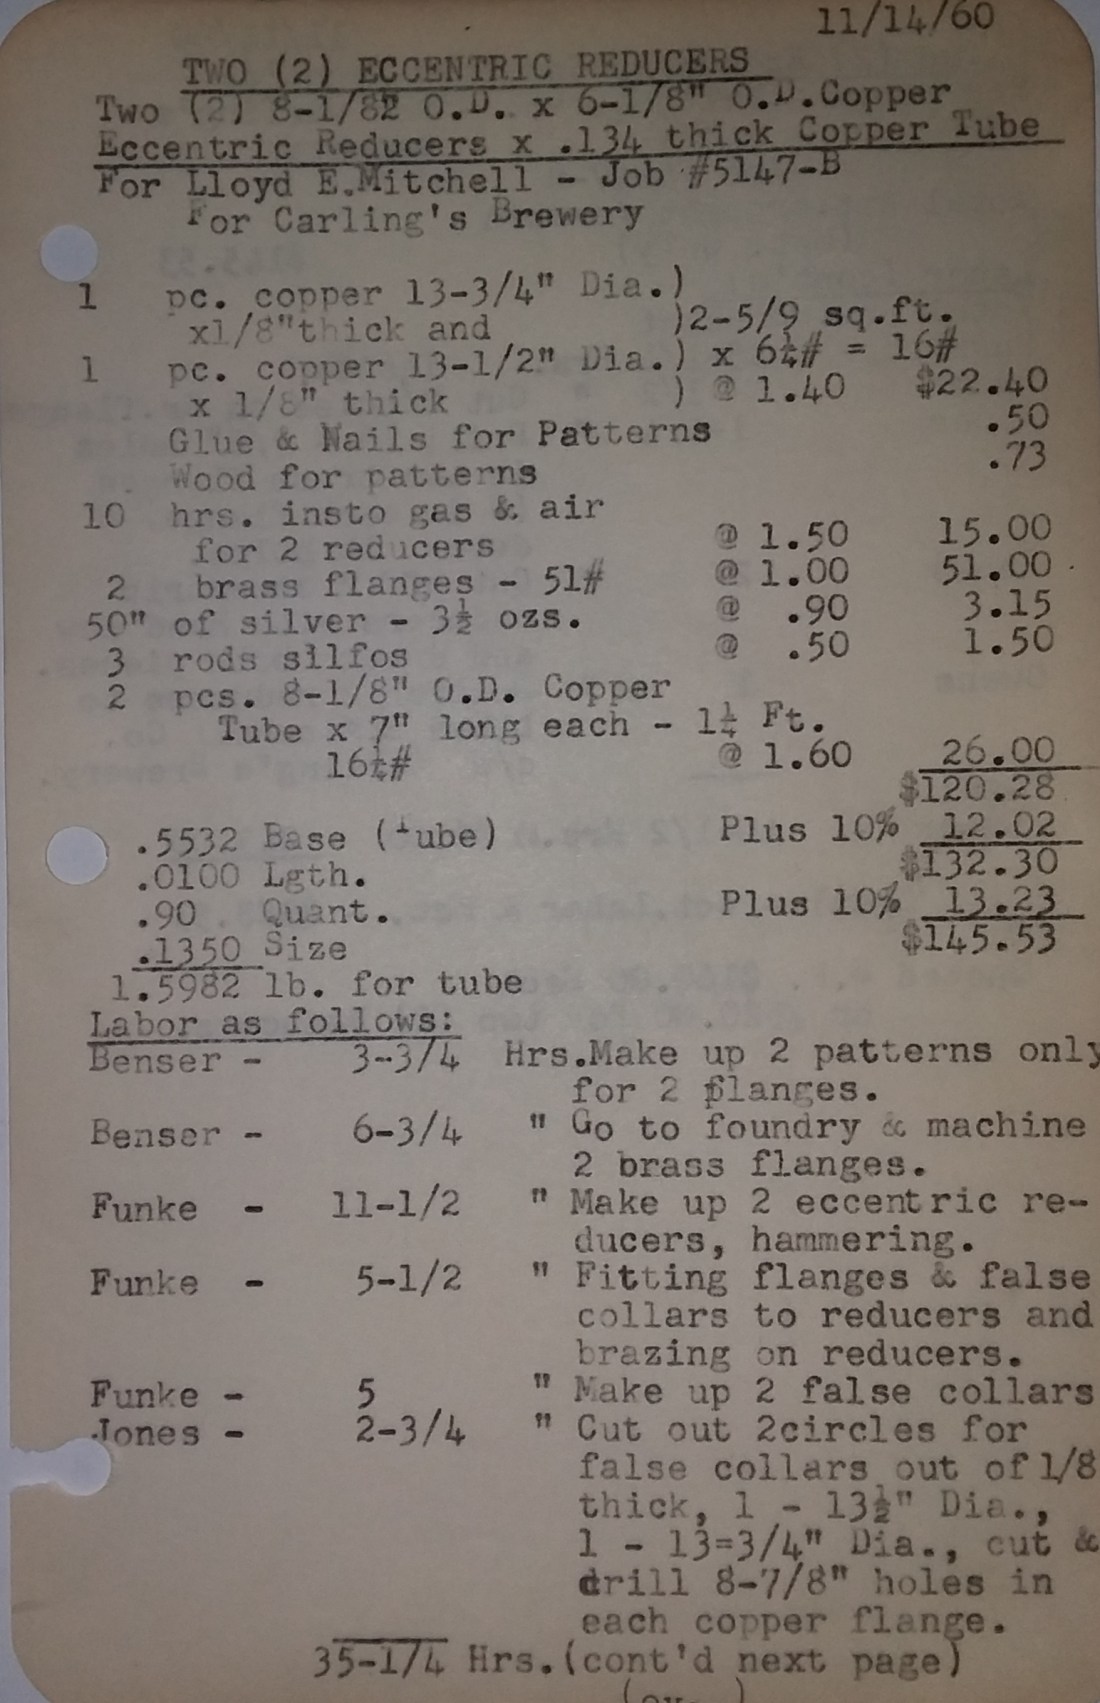 11/14/60
TWO (2) ECCENTRIC REDUCERS
Two (2) 8-1/82 O.D. x 6-1/8" O.D.Copper
Eccentric Reducers x .134 thick Copper Tube
For Lloyd E.Mitchell - Job #5147-B
For Carling's Brewery
1 pc. copper 13-3/4" Dia.)
x1/8"thick and )2-5/9 sq.ft.
1 pc. copper 13-1/2" Dia.) x 6¼# = 16#
x 1/8" thick ) @ 1.40 $22.40
Glue & Nails for Patterns .50
Wood for patterns .73
10 hrs. insto gas & air
for 2 reducers @ 1.50 15.00
2 brass flanges - 51# @ 1.00 51.00
50" of silver - 3½ ozs. @ .90 3.15
3 rods silfos @ .50 1.50
2 pcs. 8-1/8" O.D. Copper
Tube x 7" long each - 1¼ Ft.
16¼# @ 1.60 26.00
$120.28
.5532 Base (Tube) Plus 10% 12.02
.0100 Lgth. $132.30
.90 Quant. Plus 10% 13.23
.1350 Size $145.53
1.5982 lb. for tube
Labor as follows:
Benser - 3-3/4 Hrs.Make up 2 patterns only
for 2 flanges.
Benser - 6-3/4 " Go to foundry & machine
2 brass flanges.
Funke - 11-1/2 " Make up 2 eccentric re-
ducers, hammering.
Funke - 5-1/2 " Fitting flanges & false
collars to reducers and
brazing on reducers.
Funke - 5 " Make up 2 false collars
Jones - 2-3/4 " Cut out 2circles for
false collars out of 1/8
thick, 1 - 13½" Dia.,
1 - 13=3/4" Dia., cut &
drill 8-7/8" holes in
each copper flange.
35-1/4 Hrs.(cont'd next page)